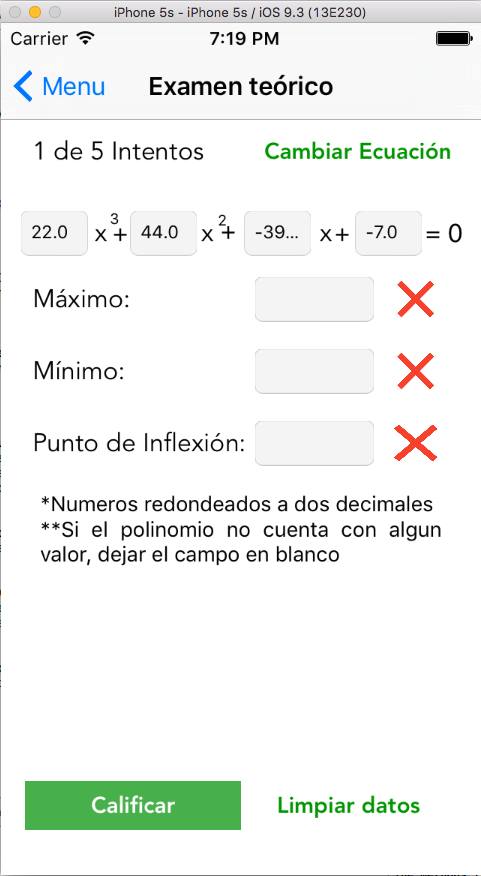 iPhone 5s - iPhone 5s / iOS 9.3 (13E230)
Carrier 7:19 PM
Menu Examen teórico
1 de 5 Intentos Cambiar Ecuación
22.0 x3+ 44.0 x2+ -39... x+ -7.0 = 0
Máximo:
Mínimo:
Punto de Inflexión:
*Numeros redondeados a dos decimales
**Si el polinomio no cuenta con algun
valor, dejar el campo en blanco
Calificar Limpiar datos